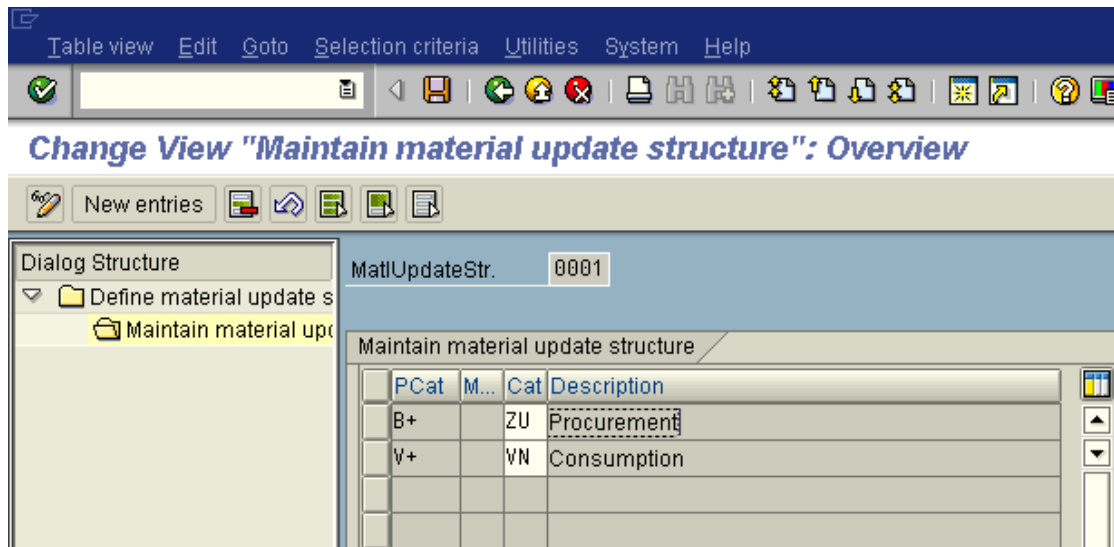 Table view Edit Goto Selection criteria Utilities System Help
Change View "Maintain material update structure": Overview
New entries
Dialog Structure
Define material update s
Maintain material upd
MatlUpdateStr. 0001
Maintain material update structure
PCat M... Cat Description
B+ ZU Procurement
V+ VN Consumption